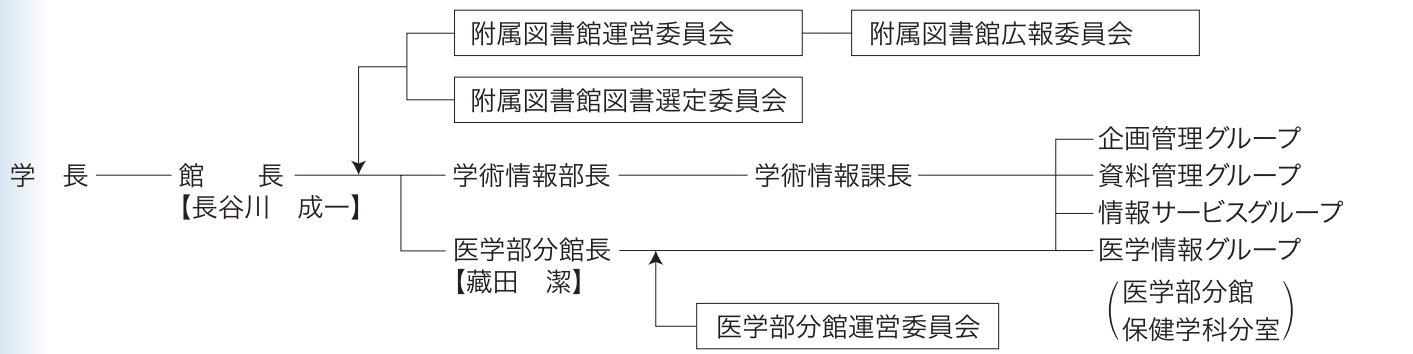 附属図書館運営委員会
附属図書館広報委員会
附属図書館図書選定委員会
学　長
館　　長
【長谷川　成一】
学術情報部長
学術情報課長
企画管理グループ
資料管理グループ
情報サービスグループ
医学部分館長
【藏田　潔】
医学情報グループ
(医学部分館
保健学科分室)
医学部分館運営委員会